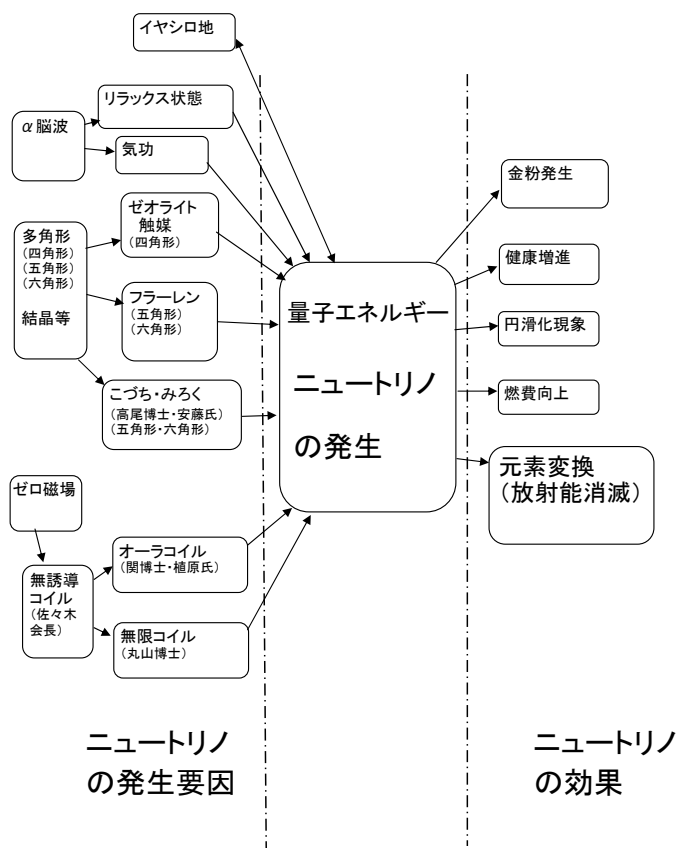 イヤシロ地
リラックス状態
α脳波
気功
ゼオライト
触媒
(四角形)
多角形
(四角形)
(五角形)
(六角形)
結晶等
フラーレン
(五角形)
(六角形)
こづち・みろく
(高尾博士・安藤氏)
(五角形・六角形)
ゼロ磁場
無誘導
コイル
(佐々木
会長)
オーラコイル
(関博士・植原氏)
無限コイル
(丸山博士)
量子エネルギー
ニュートリノ
の発生
金粉発生
健康増進
円滑化現象
燃費向上
元素変換
(放射能消滅)
ニュートリノ
の発生要因
ニュートリノ
の効果